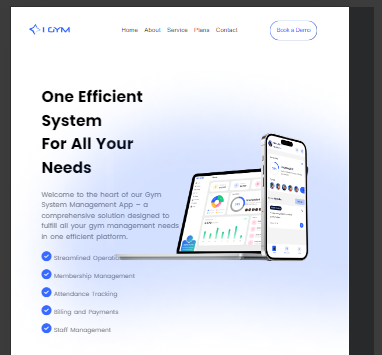 I GYM
Home About Service Plans Contact
Book a Demo
One Efficient
System
For All Your
Needs
Welcome to the heart of our Gym
System Management App – a
comprehensive solution designed to
fulfill all your gym management needs
in one efficient platform.
Streamlined
Membership Management
Attendance Tracking
Billing and Payments
Staff Management